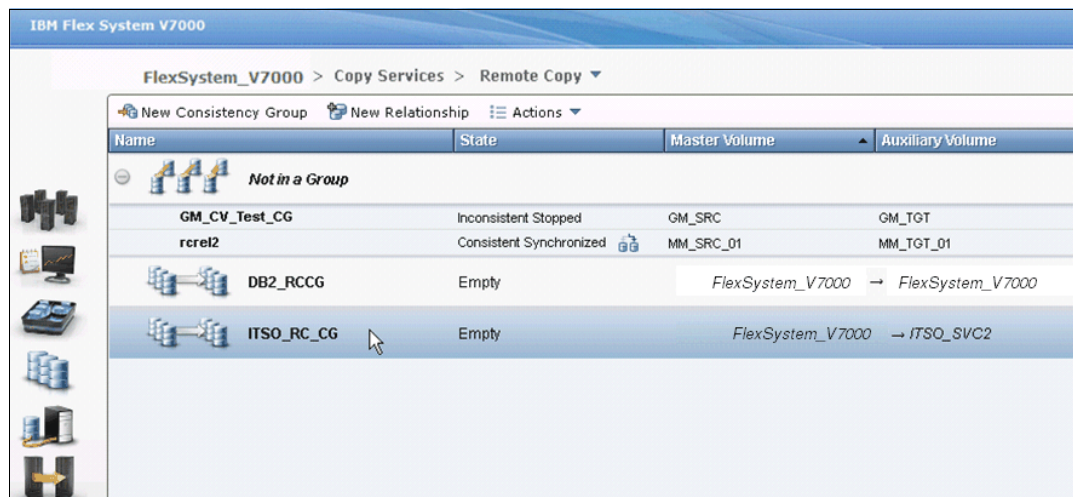 IBM Flex System V7000
FlexSystem_V7000 > Copy Services > Remote Copy
New Consistency Group New Relationship Actions
Name State Master Volume Auxiliary Volume
Not in a Group
GM_CV_Test_CG Inconsistent Stopped GM_SRC GM_TGT
rcrel2 Consistent Synchronized MM_SRC_01 MM_TGT_01
DB2_RCCG Empty FlexSystem_V7000 → FlexSystem_V7000
ITSO_RC_CG Empty FlexSystem_V7000 → ITSO_SVC2